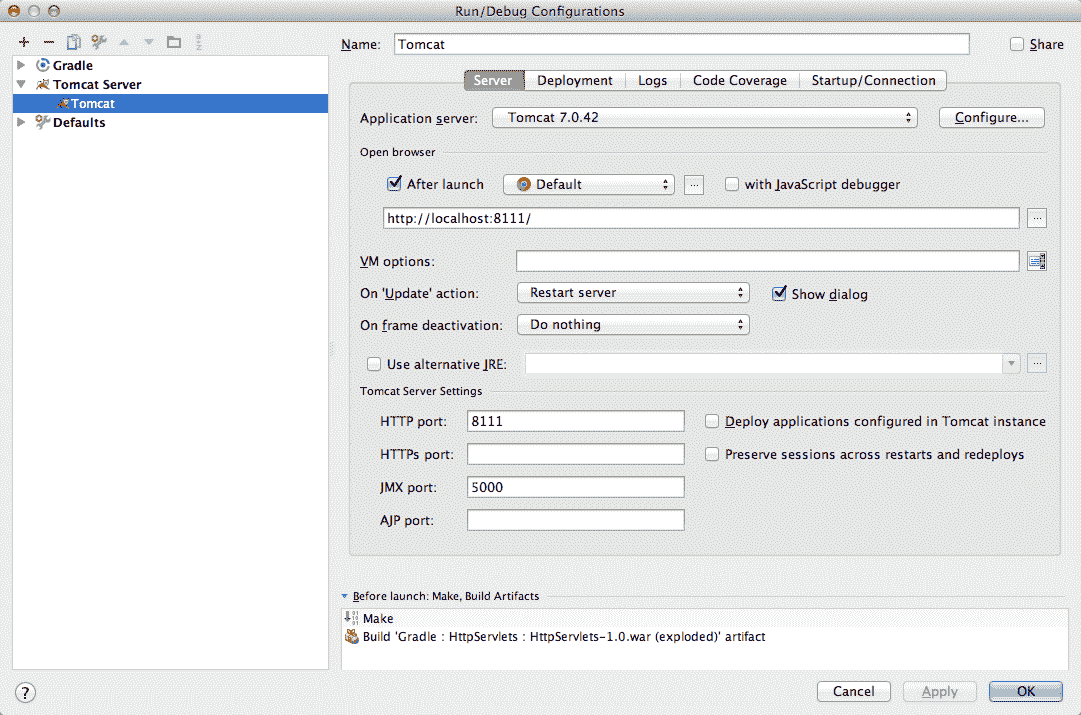 Run/Debug Configurations
Name: Tomcat Share
Gradle
Tomcat Server
Tomcat
Defaults
Server Deployment Logs Code Coverage Startup/Connection
Application server: Tomcat 7.0.42 Configure...
Open browser
After launch Default ... with JavaScript debugger
http://localhost:8111/ ...
VM options:
On 'Update' action: Restart server Show dialog
On frame deactivation: Do nothing
Use alternative JRE: ...
Tomcat Server Settings
HTTP port: 8111 Deploy applications configured in Tomcat instance
HTTPs port: Preserve sessions across restarts and redeploys
JMX port: 5000
AJP port:
Before launch: Make, Build Artifacts
Make
Build 'Gradle : HttpServlets : HttpServlets-1.0.war (exploded)' artifact
? Cancel Apply OK